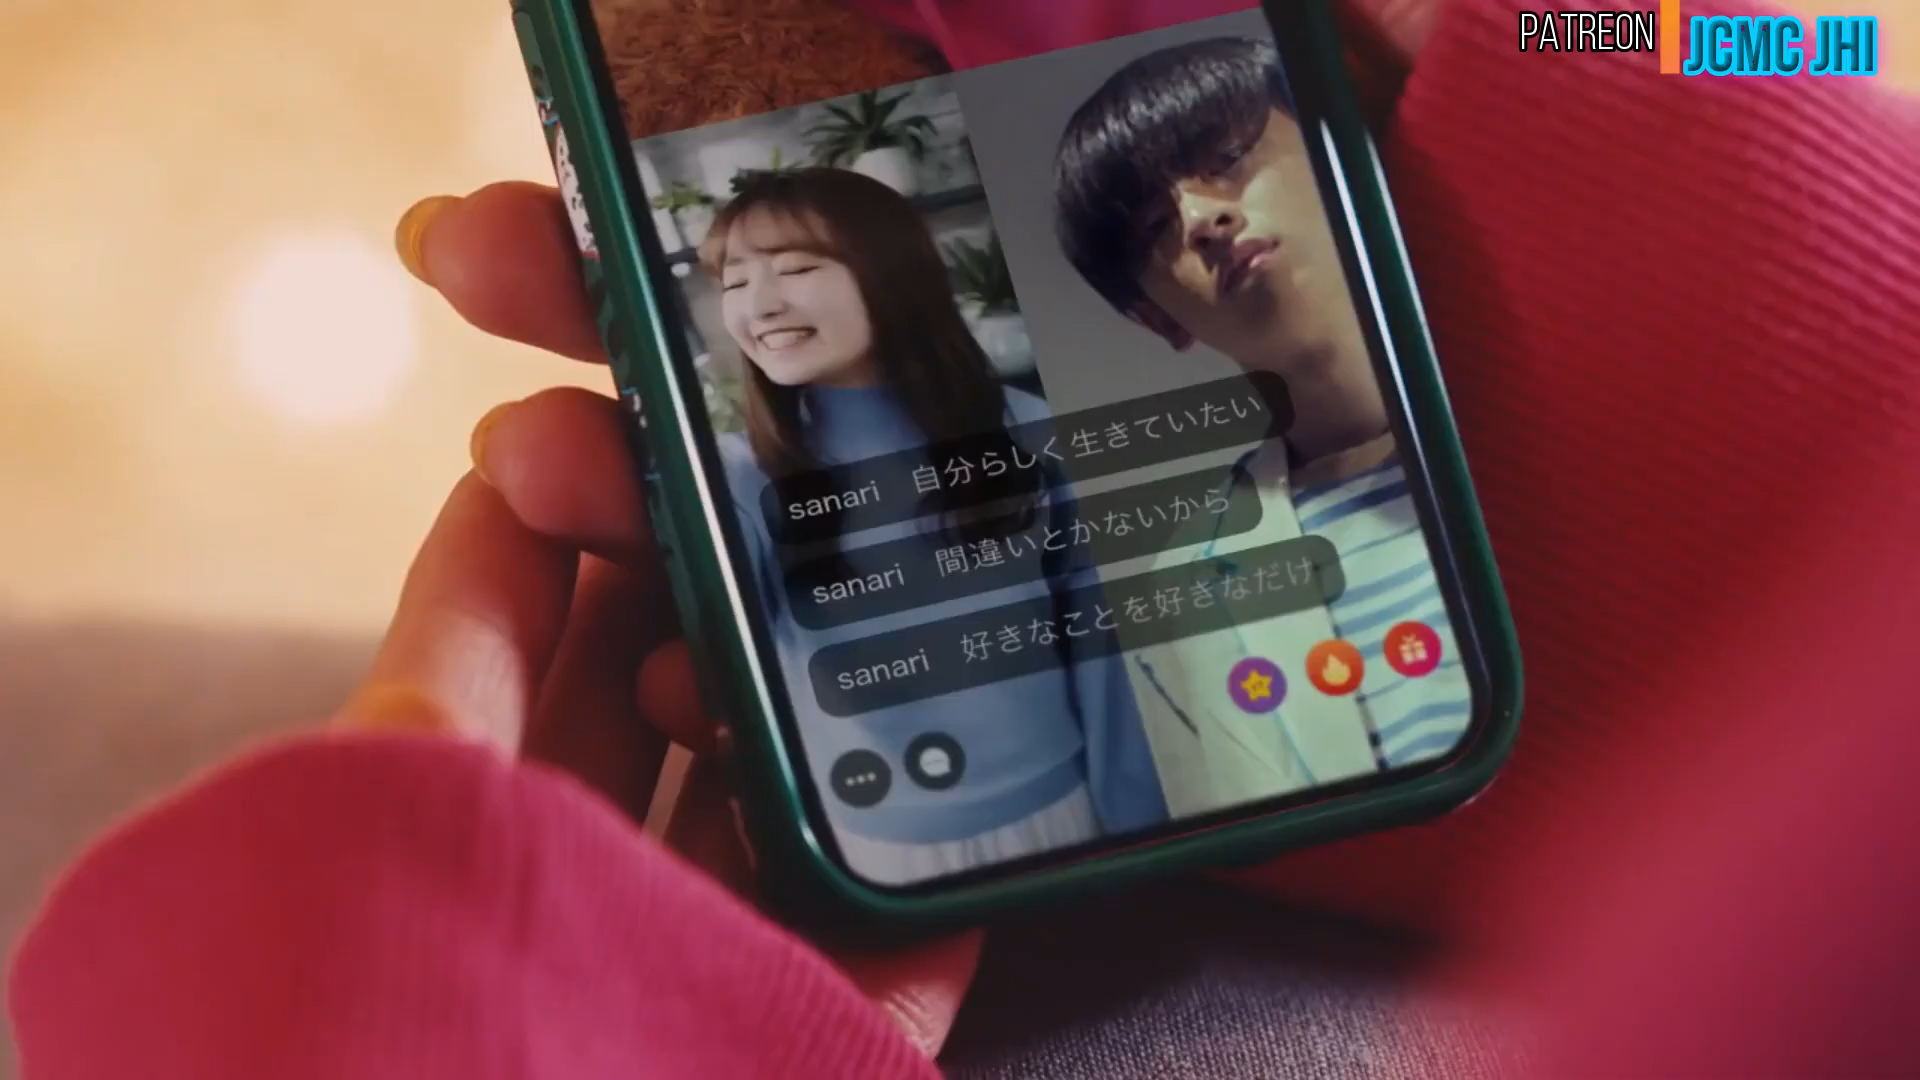 PATREON JCMC JHI
sanari 自分らしく生きていたい
sanari 間違いとかないから
sanari 好きなことを好きなだけ